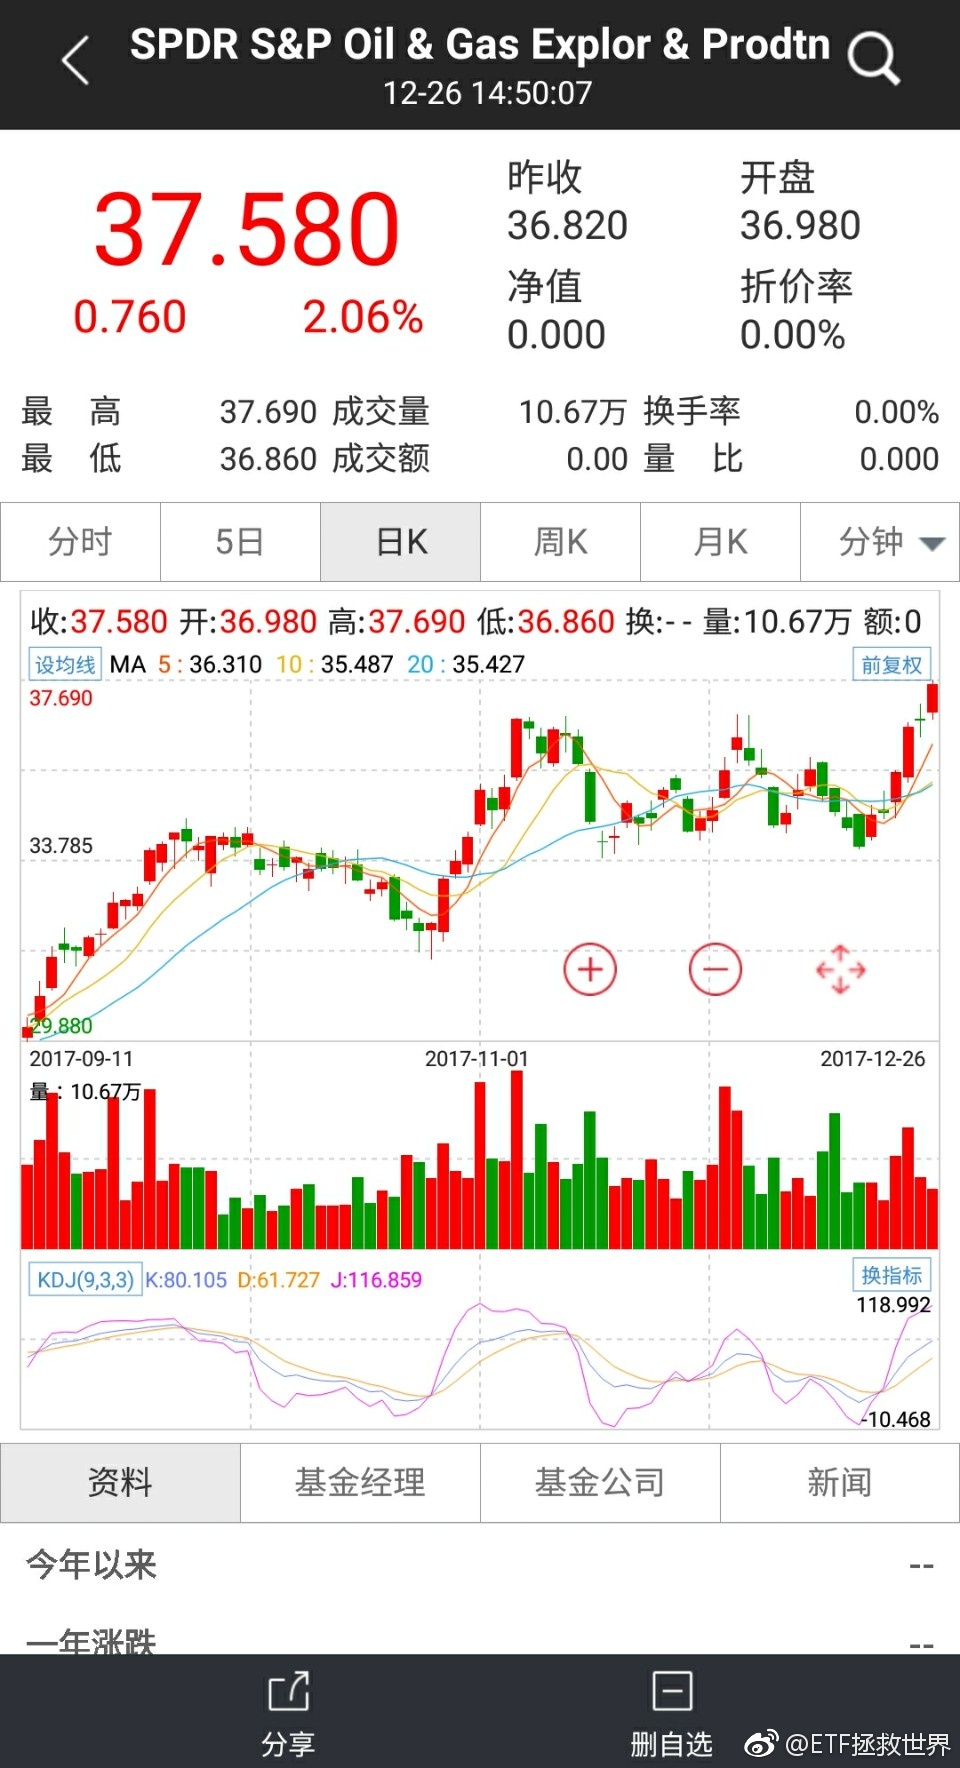 SPDR S&P Oil & Gas Explor & Prodtn
12-26 14:50:07
37.580
0.760 2.06%
昨收 开盘
36.820 36.980
净值 折价率
0.000 0.00%
最高 37.690 成交量 10.67万 换手率 0.00%
最低 36.860 成交额 0.00 量比 0.000
分时 5日 日K 周K 月K 分钟
收:37.580 开:36.980 高:37.690 低:36.860 换:-- 量:10.67万 额:0
设均线 MA 5:36.310 10:35.487 20:35.427 前复权
37.690
33.785
29.880
2017-09-11 2017-11-01 2017-12-26
量:10.67万
KDJ(9,3,3) K:80.105 D:61.727 J:116.859 换指标
118.992
-10.468
资料 基金经理 基金公司 新闻
今年以来 --
一年涨跌 --
分享 删自选
@ETF拯救世界